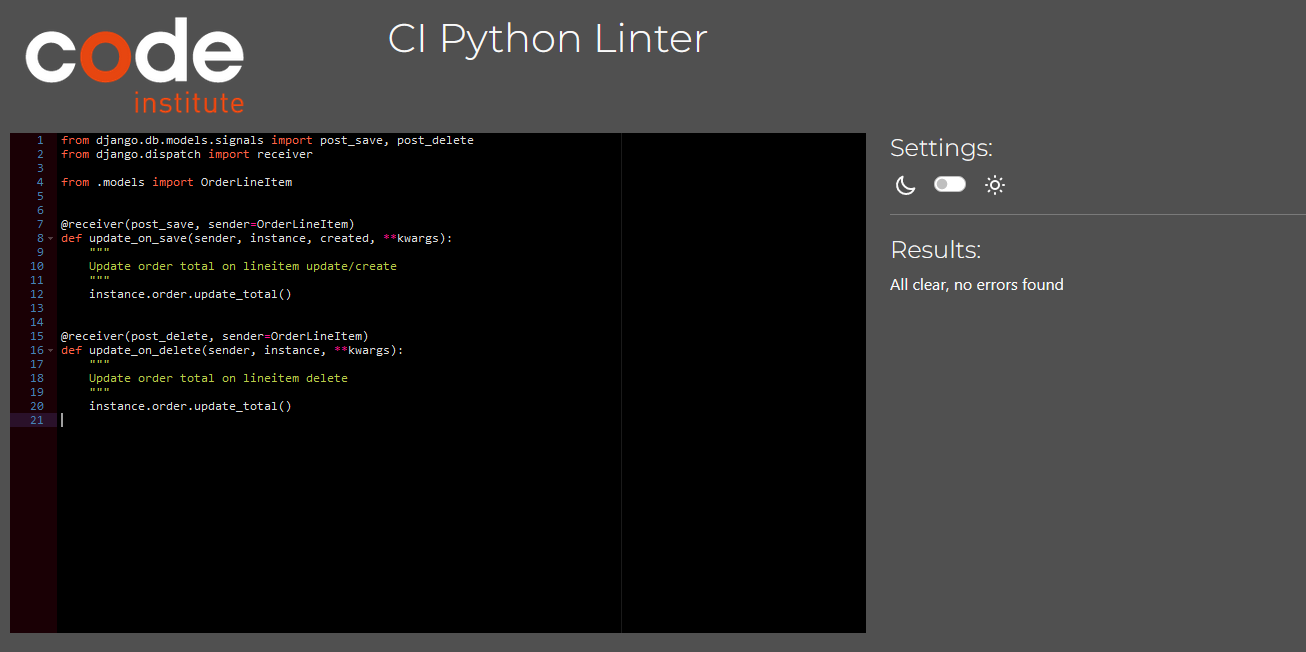 code
institute
CI Python Linter
1 from django.db.models.signals import post_save, post_delete
2 from django.dispatch import receiver
3
4 from .models import OrderLineItem
5
6
7 @receiver(post_save, sender=OrderLineItem)
8 def update_on_save(sender, instance, created, **kwargs):
9     """
10     Update order total on lineitem update/create
11     """
12     instance.order.update_total()
13
14
15 @receiver(post_delete, sender=OrderLineItem)
16 def update_on_delete(sender, instance, **kwargs):
17     """
18     Update order total on lineitem delete
19     """
20     instance.order.update_total()
21
Settings:
Results:
All clear, no errors found